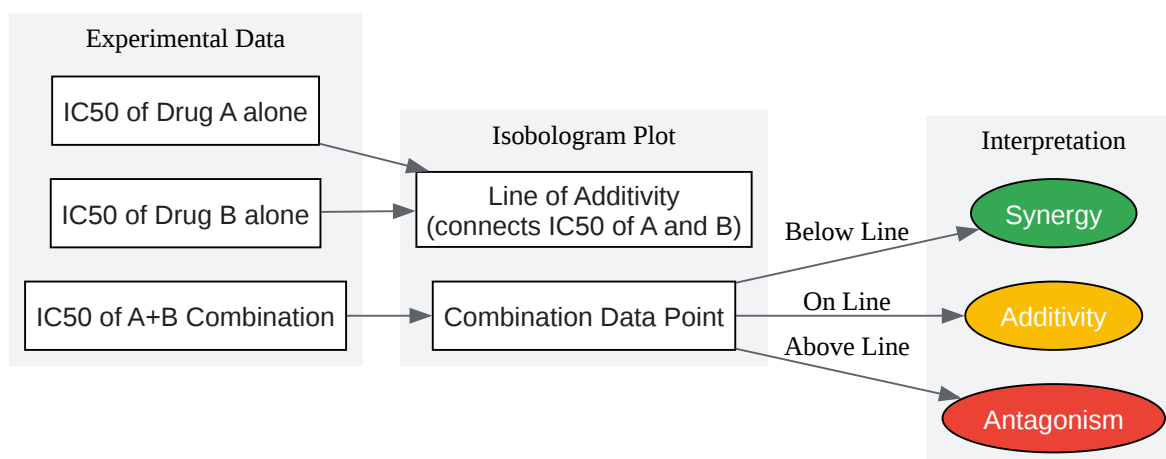 Experimental Data
IC50 of Drug A alone
IC50 of Drug B alone
IC50 of A+B Combination
Isobologram Plot
Line of Additivity
(connects IC50 of A and B)
Combination Data Point
Below Line
On Line
Above Line
Interpretation
Synergy
Additivity
Antagonism